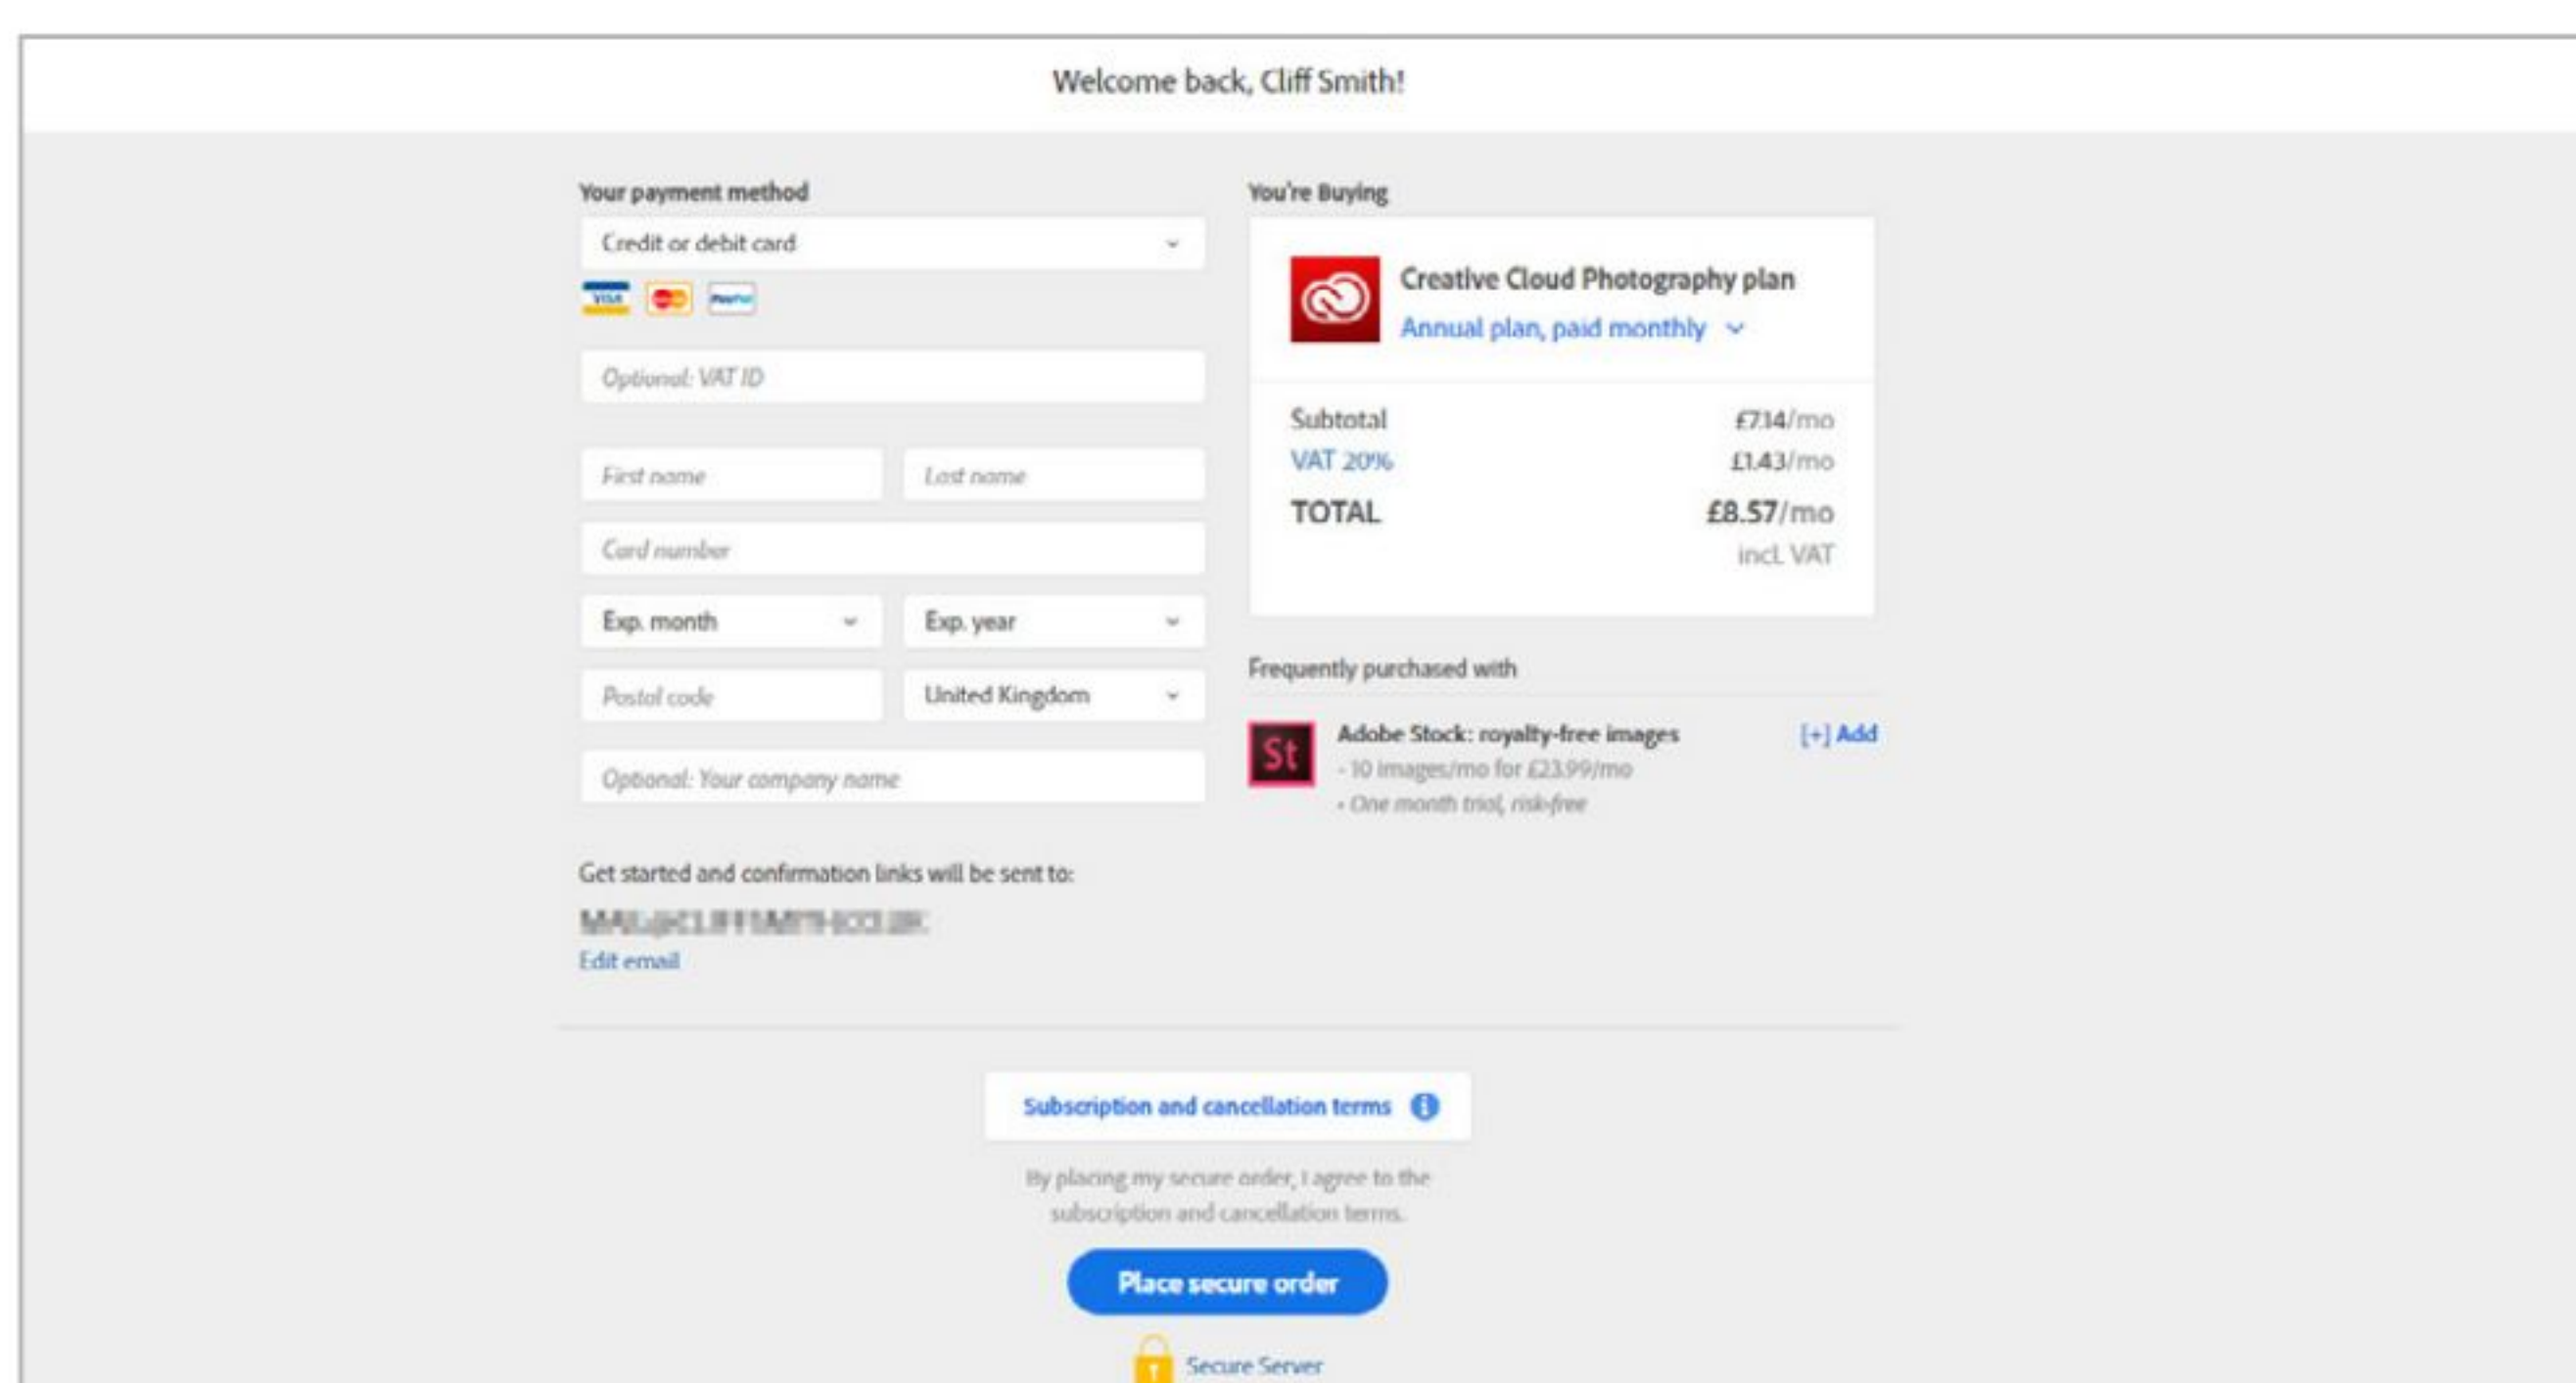 Welcome back, Cliff Smith!
Your payment method
Credit or debit card
VISA
PayPal
Optional: VAT ID
First name
Last name
Card number
Exp. month
Exp. year
Postal code
United Kingdom
Optional: Your company name
Get started and confirmation links will be sent to:
Edit email
You're Buying
Creative Cloud Photography plan
Annual plan, paid monthly
Subtotal £7.14/mo
VAT 20% £1.43/mo
TOTAL £8.57/mo
incl. VAT
Frequently purchased with
St
Adobe Stock: royalty-free images [+] Add
- 10 images/mo for £23.99/mo
• One month trial, risk-free
Subscription and cancellation terms
By placing my secure order, I agree to the
subscription and cancellation terms.
Place secure order
Secure Server